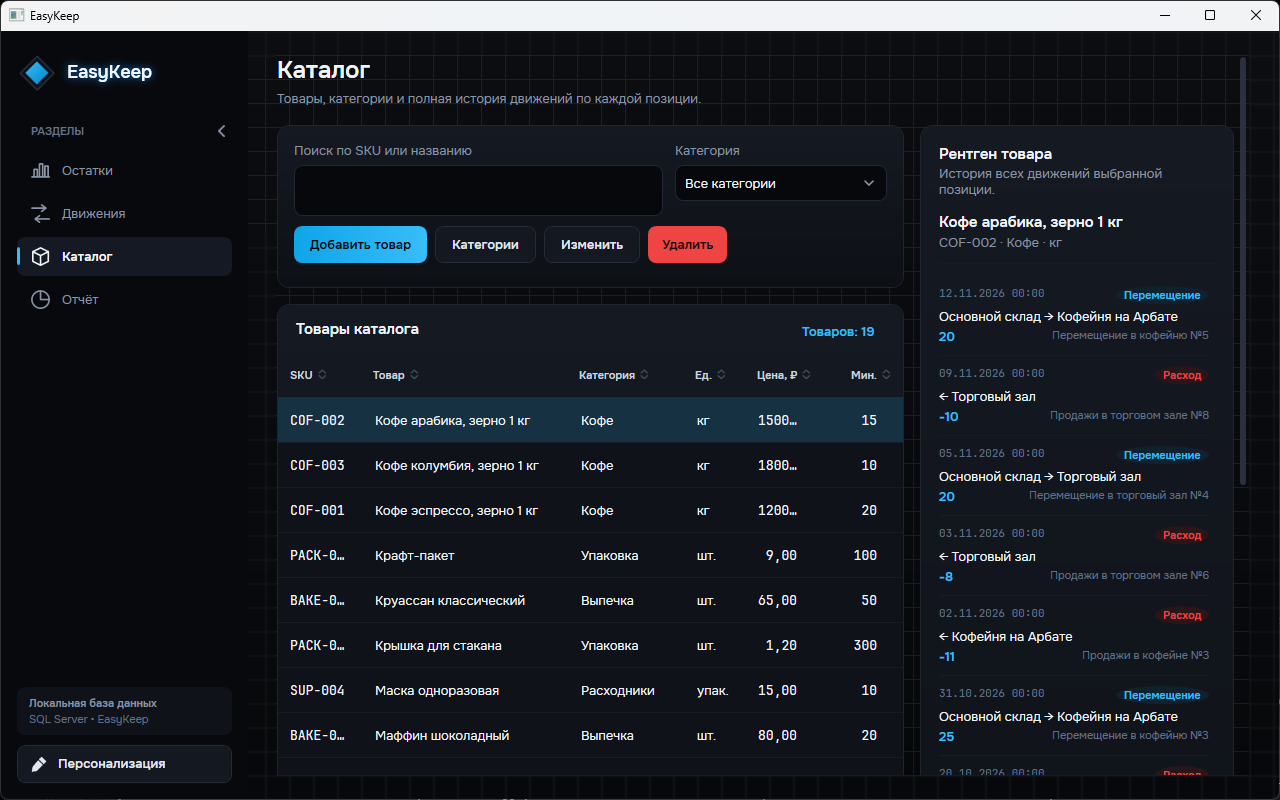 EasyKeep
EasyKeep
РАЗДЕЛЫ
Остатки
Движения
Каталог
Отчёт
Локальная база данных
SQL Server • EasyKeep
Персонализация
Каталог
Товары, категории и полная история движений по каждой позиции.
Поиск по SKU или названию
Категория
Все категории
Добавить товар Категории Изменить Удалить
Товары каталога
Товаров: 19
SKU Товар Категория Ед. Цена, ₽ Мин.
COF-002 Кофе арабика, зерно 1 кг Кофе кг 1500… 15
COF-003 Кофе колумбия, зерно 1 кг Кофе кг 1800… 10
COF-001 Кофе эспрессо, зерно 1 кг Кофе кг 1200… 20
PACK-0… Крафт-пакет Упаковка шт. 9,00 100
BAKE-0… Круассан классический Выпечка шт. 65,00 50
PACK-0… Крышка для стакана Упаковка шт. 1,20 300
SUP-004 Маска одноразовая Расходники упак. 15,00 10
BAKE-0… Маффин шоколадный Выпечка шт. 80,00 20
Рентген товара
История всех движений выбранной
позиции.
Кофе арабика, зерно 1 кг
COF-002 · Кофе · кг
12.11.2026 00:00 Перемещение
Основной склад → Кофейня на Арбате
20 Перемещение в кофейню №5
09.11.2026 00:00 Расход
← Торговый зал
-10 Продажи в торговом зале №8
05.11.2026 00:00 Перемещение
Основной склад → Торговый зал
20 Перемещение в торговый зал №4
03.11.2026 00:00 Расход
← Торговый зал
-8 Продажи в торговом зале №6
02.11.2026 00:00 Расход
← Кофейня на Арбате
-11 Продажи в кофейне №3
31.10.2026 00:00 Перемещение
Основной склад → Кофейня на Арбате
25 Перемещение в кофейню №3
Расход